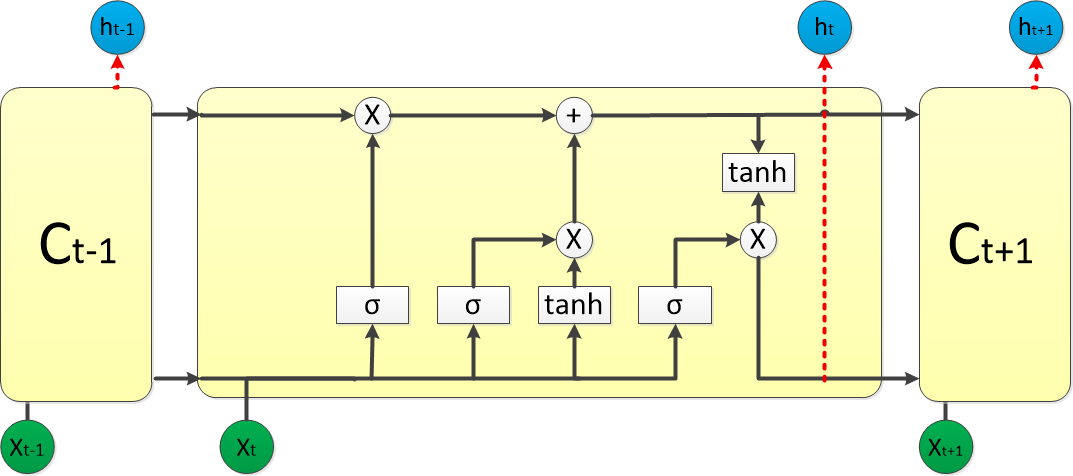 ht-1
ht
ht+1
X
+
tanh
Ct-1
X
X
Ct+1
σ
σ
tanh
σ
Xt-1
Xt
Xt+1